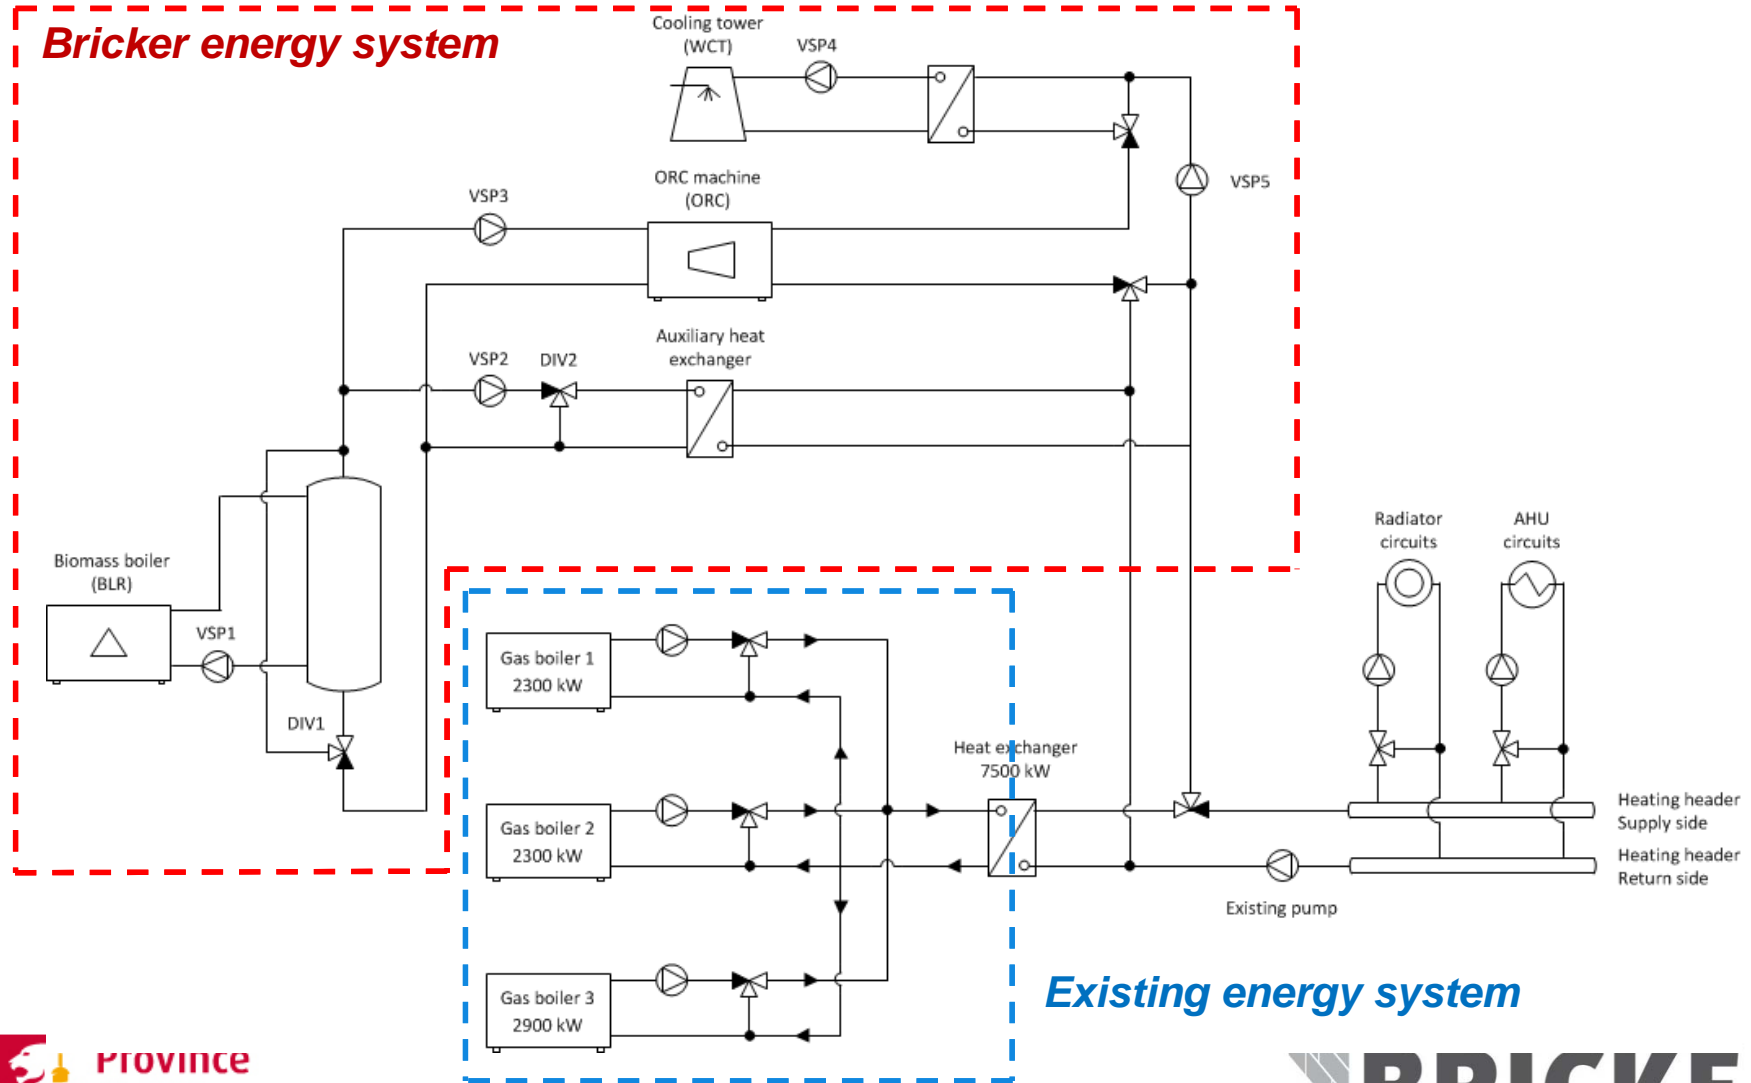 Bricker energy system
Cooling tower
(WCT)
VSP4
VSP5
ORC machine
(ORC)
VSP3
Auxiliary heat
exchanger
VSP2
DIV2
Biomass boiler
(BLR)
VSP1
DIV1
Radiator
circuits
AHU
circuits
Gas boiler 1
2300 kW
Gas boiler 2
2300 kW
Gas boiler 3
2900 kW
Heat exchanger
7500 kW
Heating header
Supply side
Heating header
Return side
Existing pump
Existing energy system
Province
BRICKE